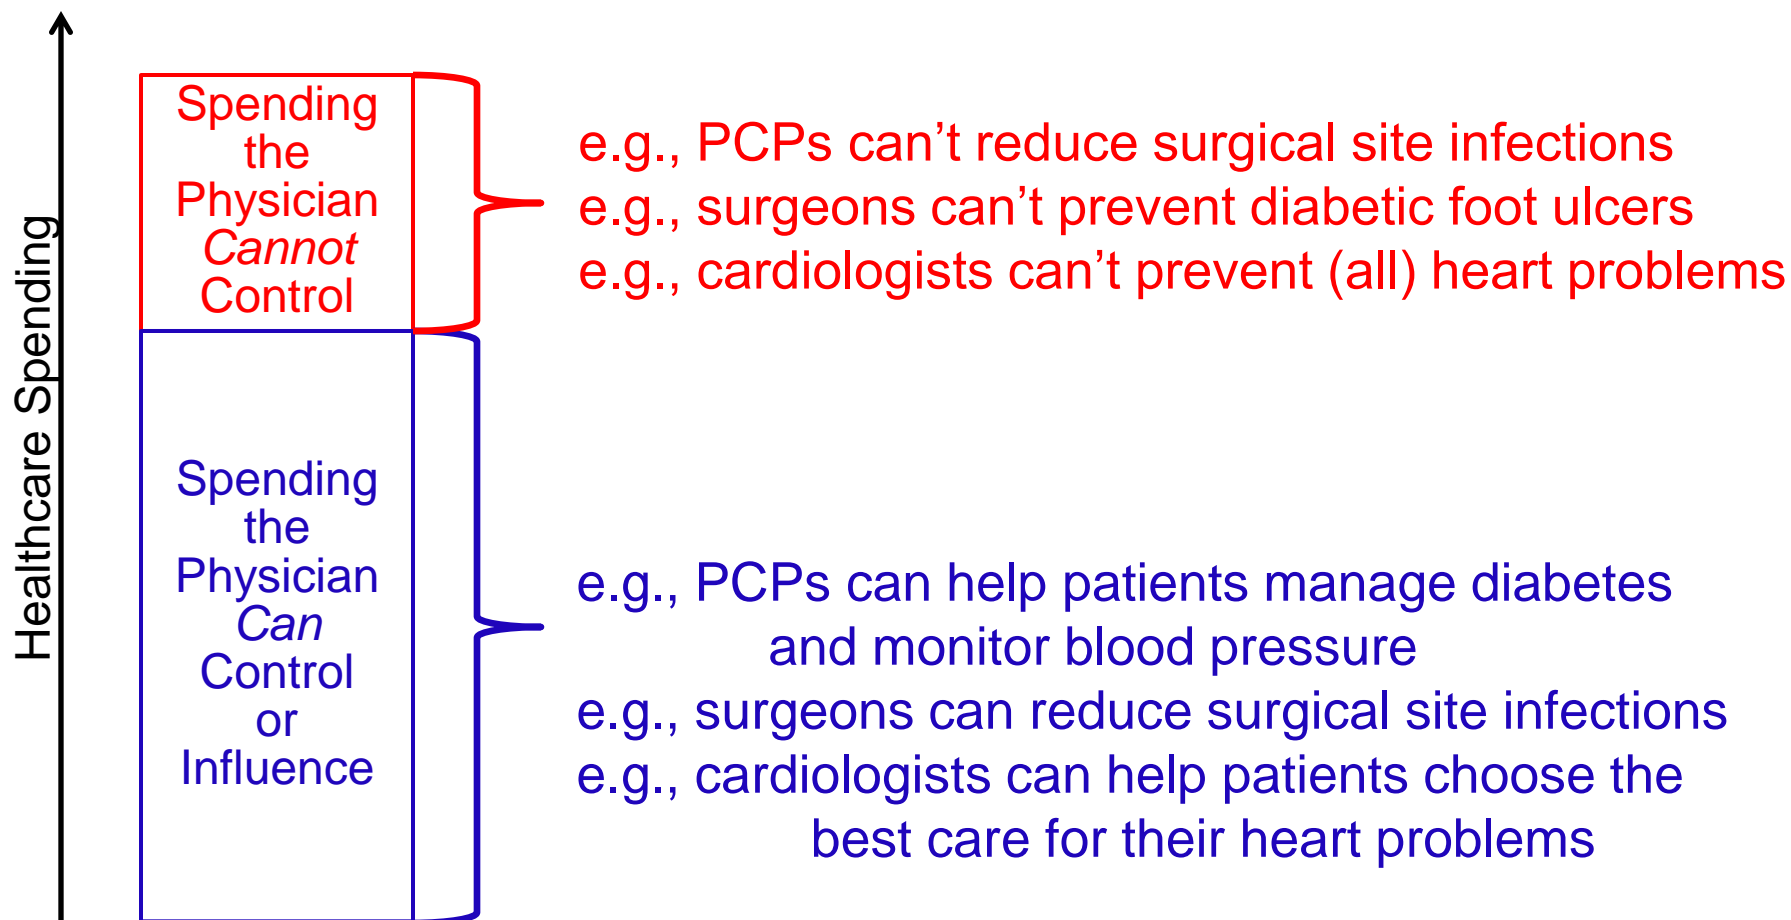 Healthcare Spending
Spending
the
Physician
Cannot
Control
e.g., PCPs can’t reduce surgical site infections
e.g., surgeons can’t prevent diabetic foot ulcers
e.g., cardiologists can’t prevent (all) heart problems
Spending
the
Physician
Can
Control
or
Influence
e.g., PCPs can help patients manage diabetes
and monitor blood pressure
e.g., surgeons can reduce surgical site infections
e.g., cardiologists can help patients choose the
best care for their heart problems